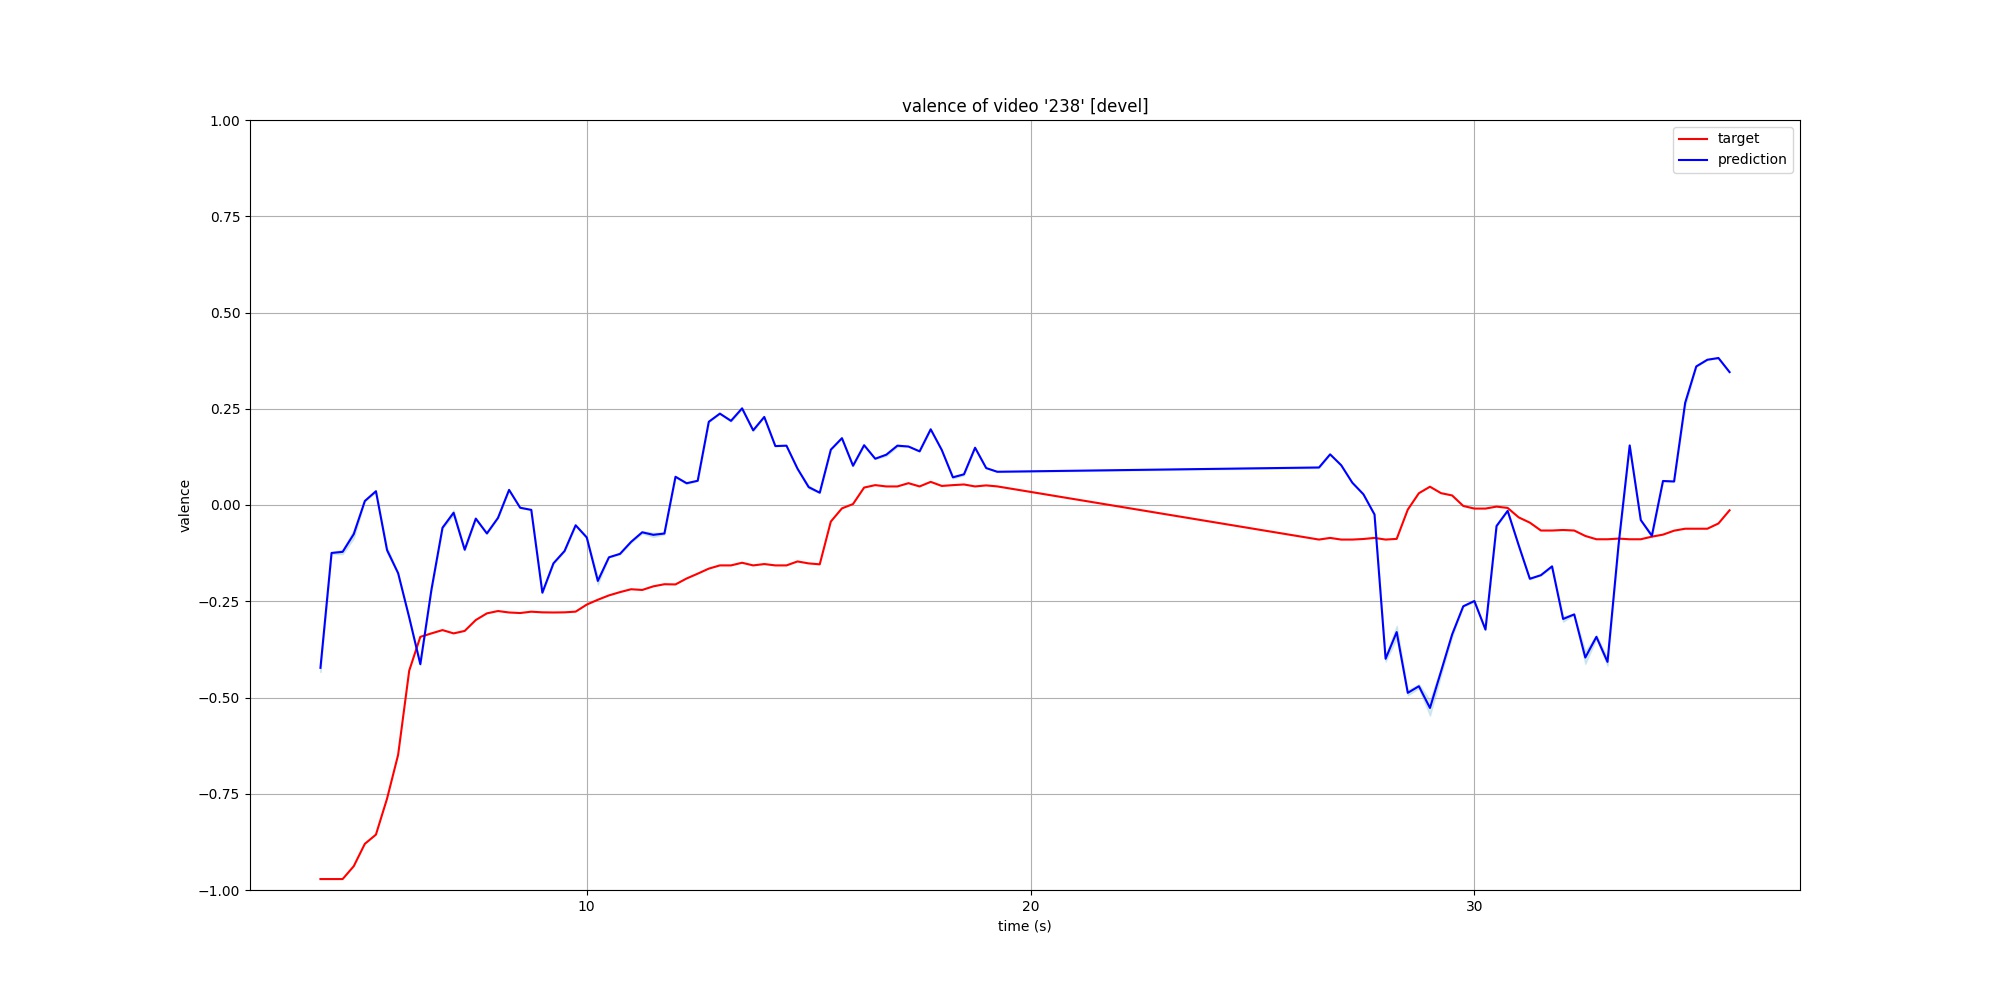 valence of video '238' [devel]
target
prediction
1.00
0.75
0.50
0.25
0.00
−0.25
−0.50
−0.75
−1.00
valence
10
20
30
time (s)